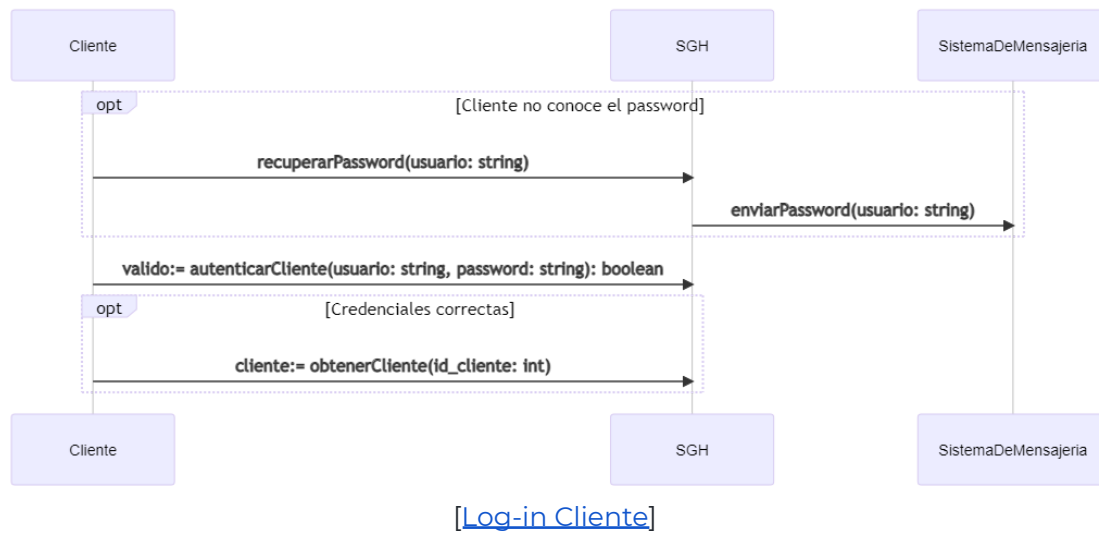 Cliente
SGH
SistemaDeMensajeria
opt
[Cliente no conoce el password]
recuperarPassword(usuario: string)
enviarPassword(usuario: string)
valido:= autenticarCliente(usuario: string, password: string): boolean
opt
[Credenciales correctas]
cliente:= obtenerCliente(id_cliente: int)
Cliente
SGH
SistemaDeMensajeria
[Log-in Cliente]